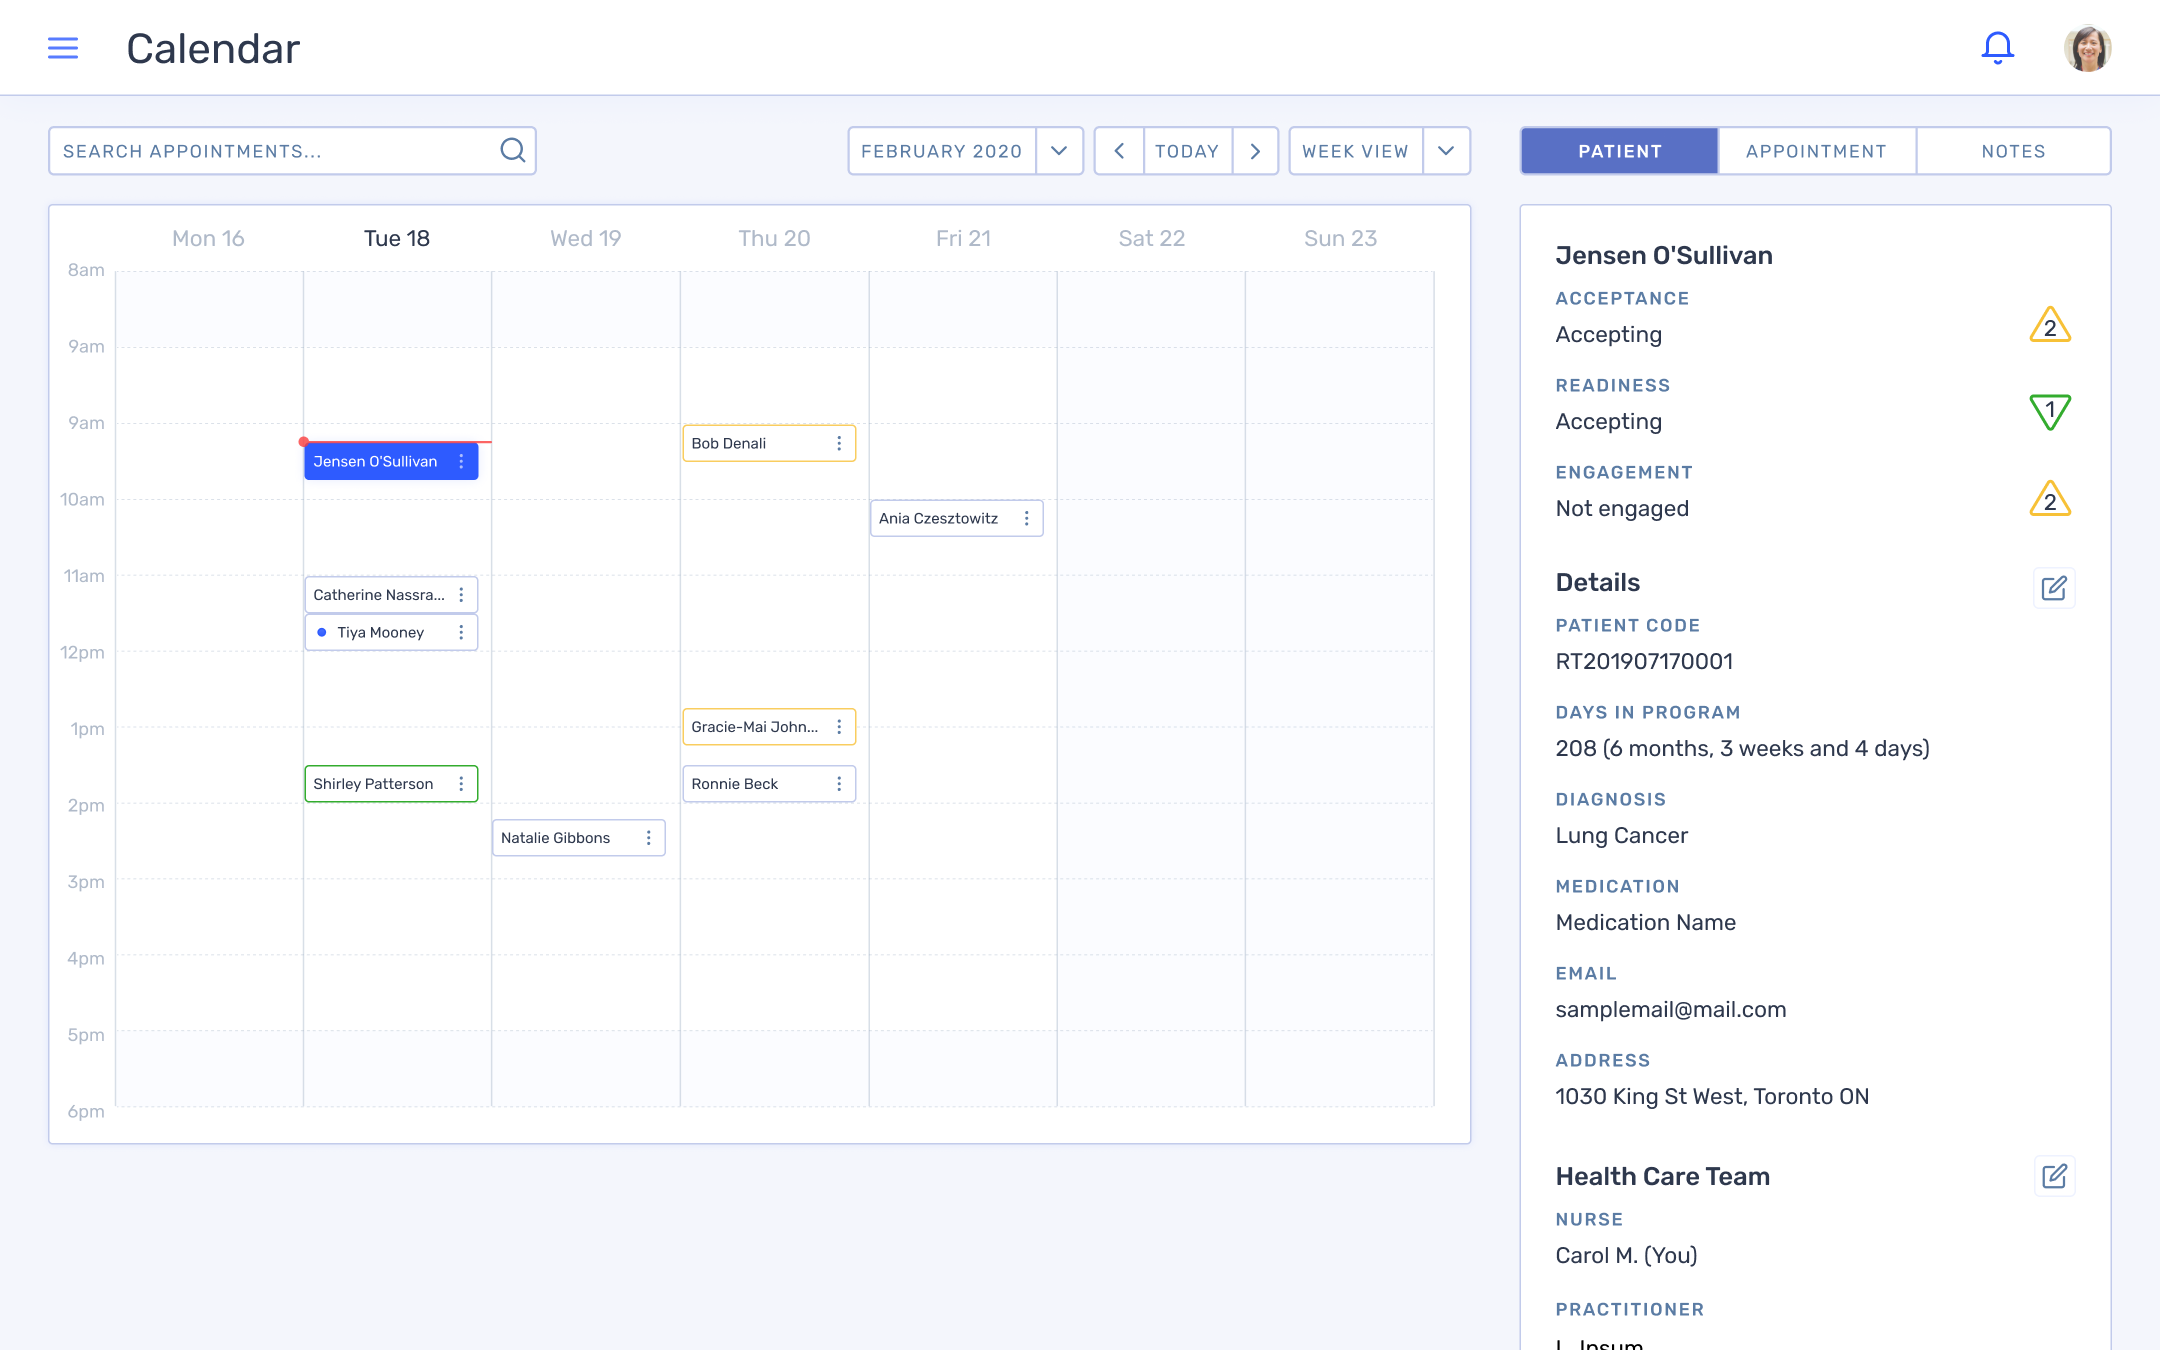 Calendar
SEARCH APPOINTMENTS...
FEBRUARY 2020
TODAY
WEEK VIEW
PATIENT
APPOINTMENT
NOTES
Mon 16
Tue 18
Wed 19
Thu 20
Fri 21
Sat 22
Sun 23
8am
9am
9am
10am
11am
12pm
1pm
2pm
3pm
4pm
5pm
6pm
Jensen O'Sullivan
Bob Denali
Ania Czesztowitz
Catherine Nassra...
Tiya Mooney
Gracie-Mai John...
Shirley Patterson
Ronnie Beck
Natalie Gibbons
Jensen O'Sullivan
ACCEPTANCE
Accepting
2
READINESS
Accepting
1
ENGAGEMENT
Not engaged
2
Details
PATIENT CODE
RT201907170001
DAYS IN PROGRAM
208 (6 months, 3 weeks and 4 days)
DIAGNOSIS
Lung Cancer
MEDICATION
Medication Name
EMAIL
samplemail@mail.com
ADDRESS
1030 King St West, Toronto ON
Health Care Team
NURSE
Carol M. (You)
PRACTITIONER